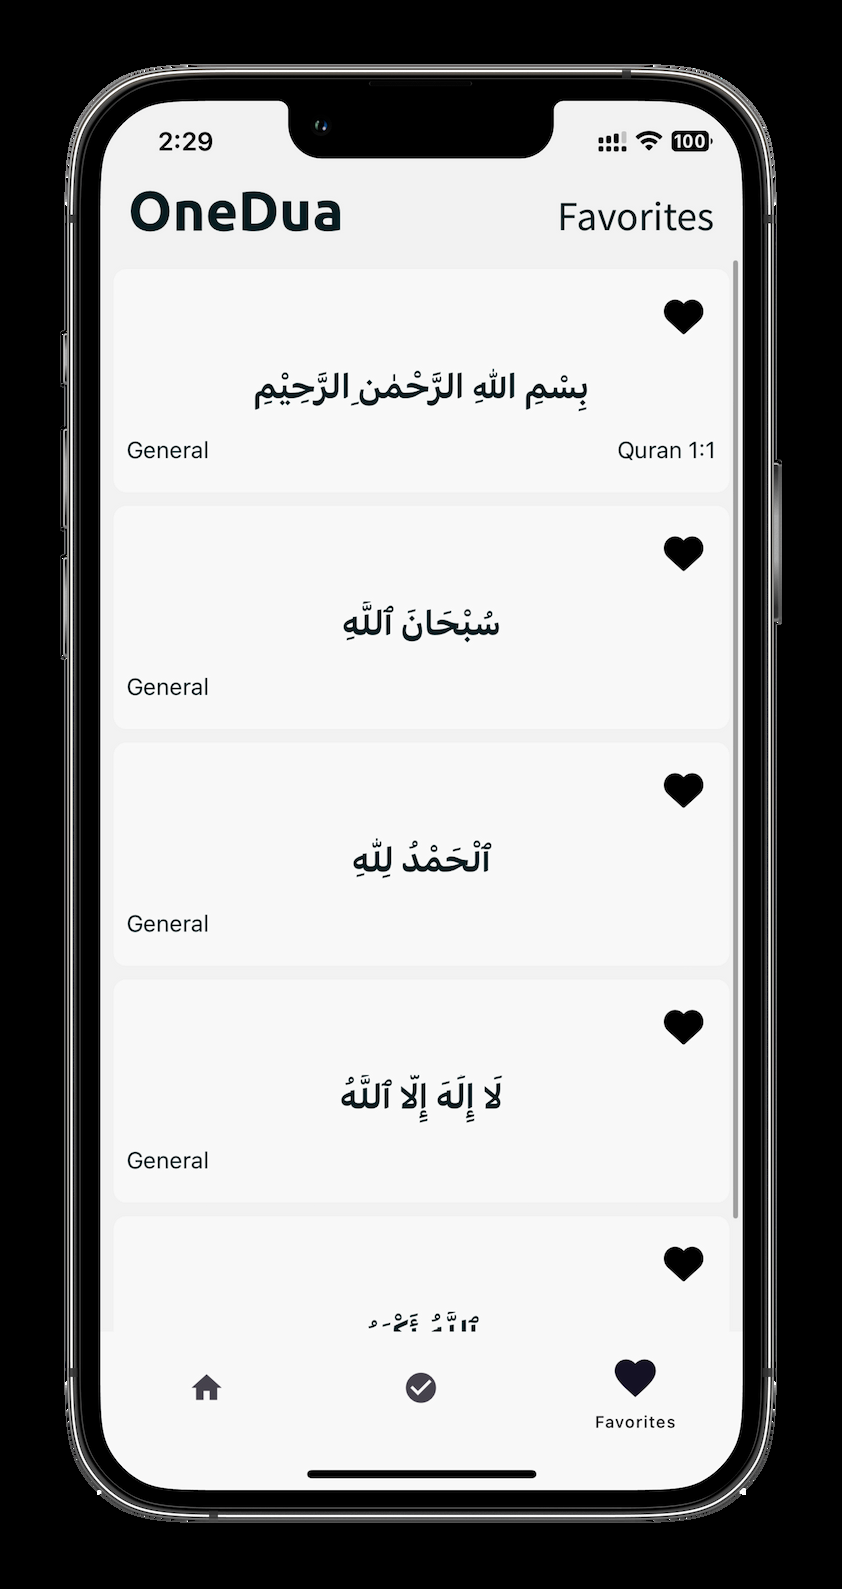 2:29
100
OneDua
Favorites
بِسْمِ اللهِ الرَّحْمٰنِ الرَّحِيْمِ
General
Quran 1:1
سُبْحَانَ ٱللَّهِ
General
ٱلْحَمْدُ لِلّٰهِ
General
لَا إِلَهَ إِلّا ٱللَّهُ
General
Favorites